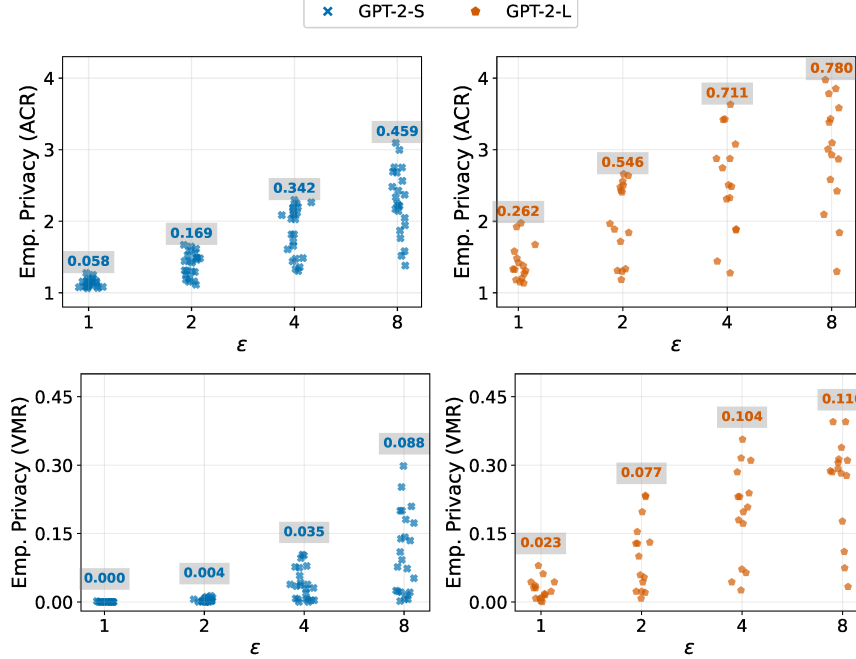 GPT-2-S GPT-2-L
Emp. Privacy (ACR)
4
3
2
1
0.058
0.169
0.342
0.459
1 2 4 8
ε
Emp. Privacy (ACR)
4
3
2
1
0.262
0.546
0.711
0.780
1 2 4 8
ε
Emp. Privacy (VMR)
0.45
0.30
0.15
0.00
0.000
0.004
0.035
0.088
1 2 4 8
ε
Emp. Privacy (VMR)
0.45
0.30
0.15
0.00
0.023
0.077
0.104
1 2 4 8
ε